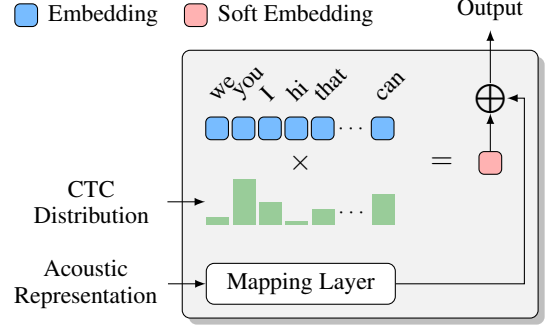 Embedding Soft Embedding Output
we you I hi that ··· can
×
=
CTC
Distribution
···
Acoustic
Representation
Mapping Layer